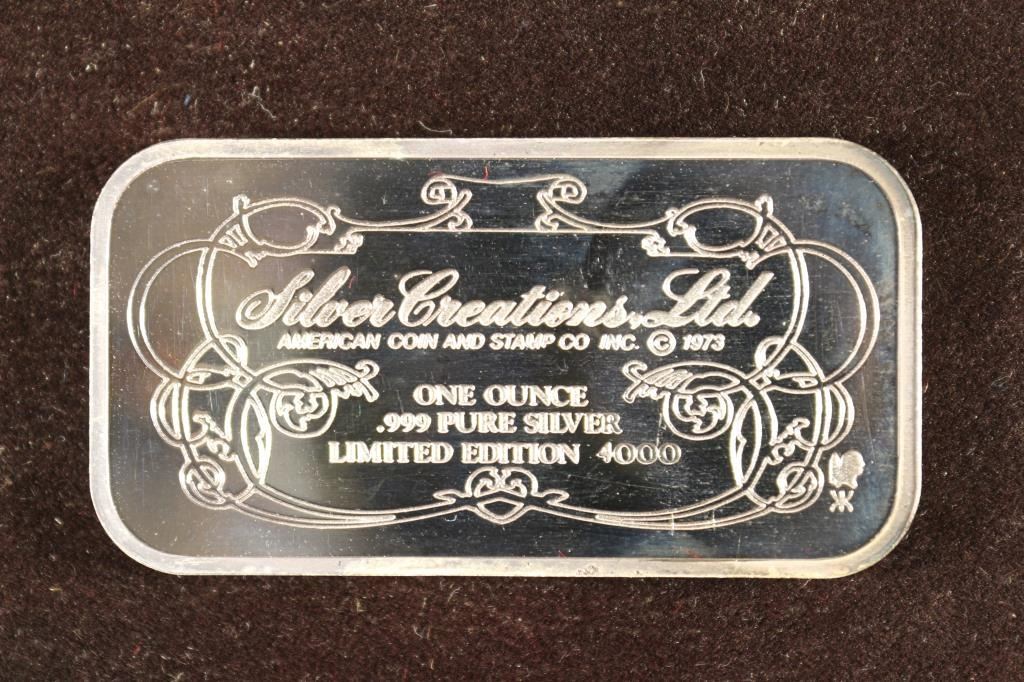 Silver Creations, Ltd.
AMERICAN COIN AND STAMP CO INC. © 1973
ONE OUNCE
.999 PURE SILVER
LIMITED EDITION 4000